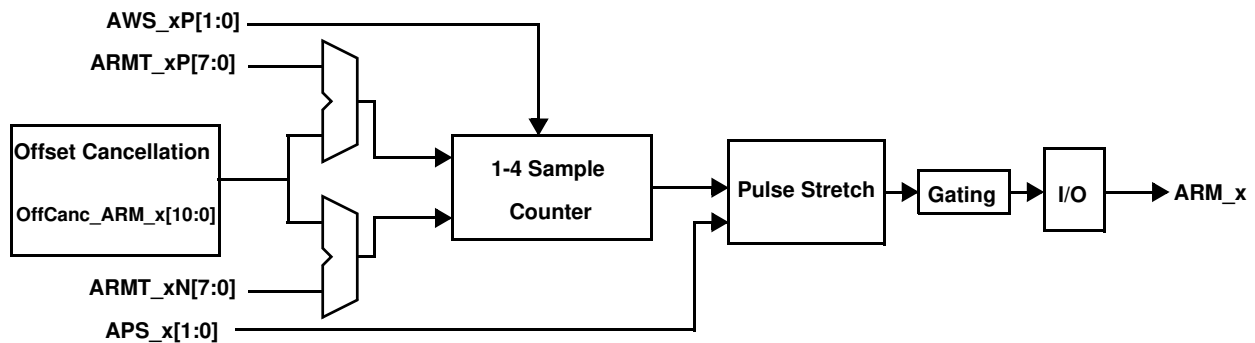 AWS_xP[1:0]
ARMT_xP[7:0]
Offset Cancellation
OffCanc_ARM_x[10:0]
ARMT_xN[7:0]
APS_x[1:0]
1-4 Sample
Counter
Pulse Stretch
Gating
I/O
ARM_x